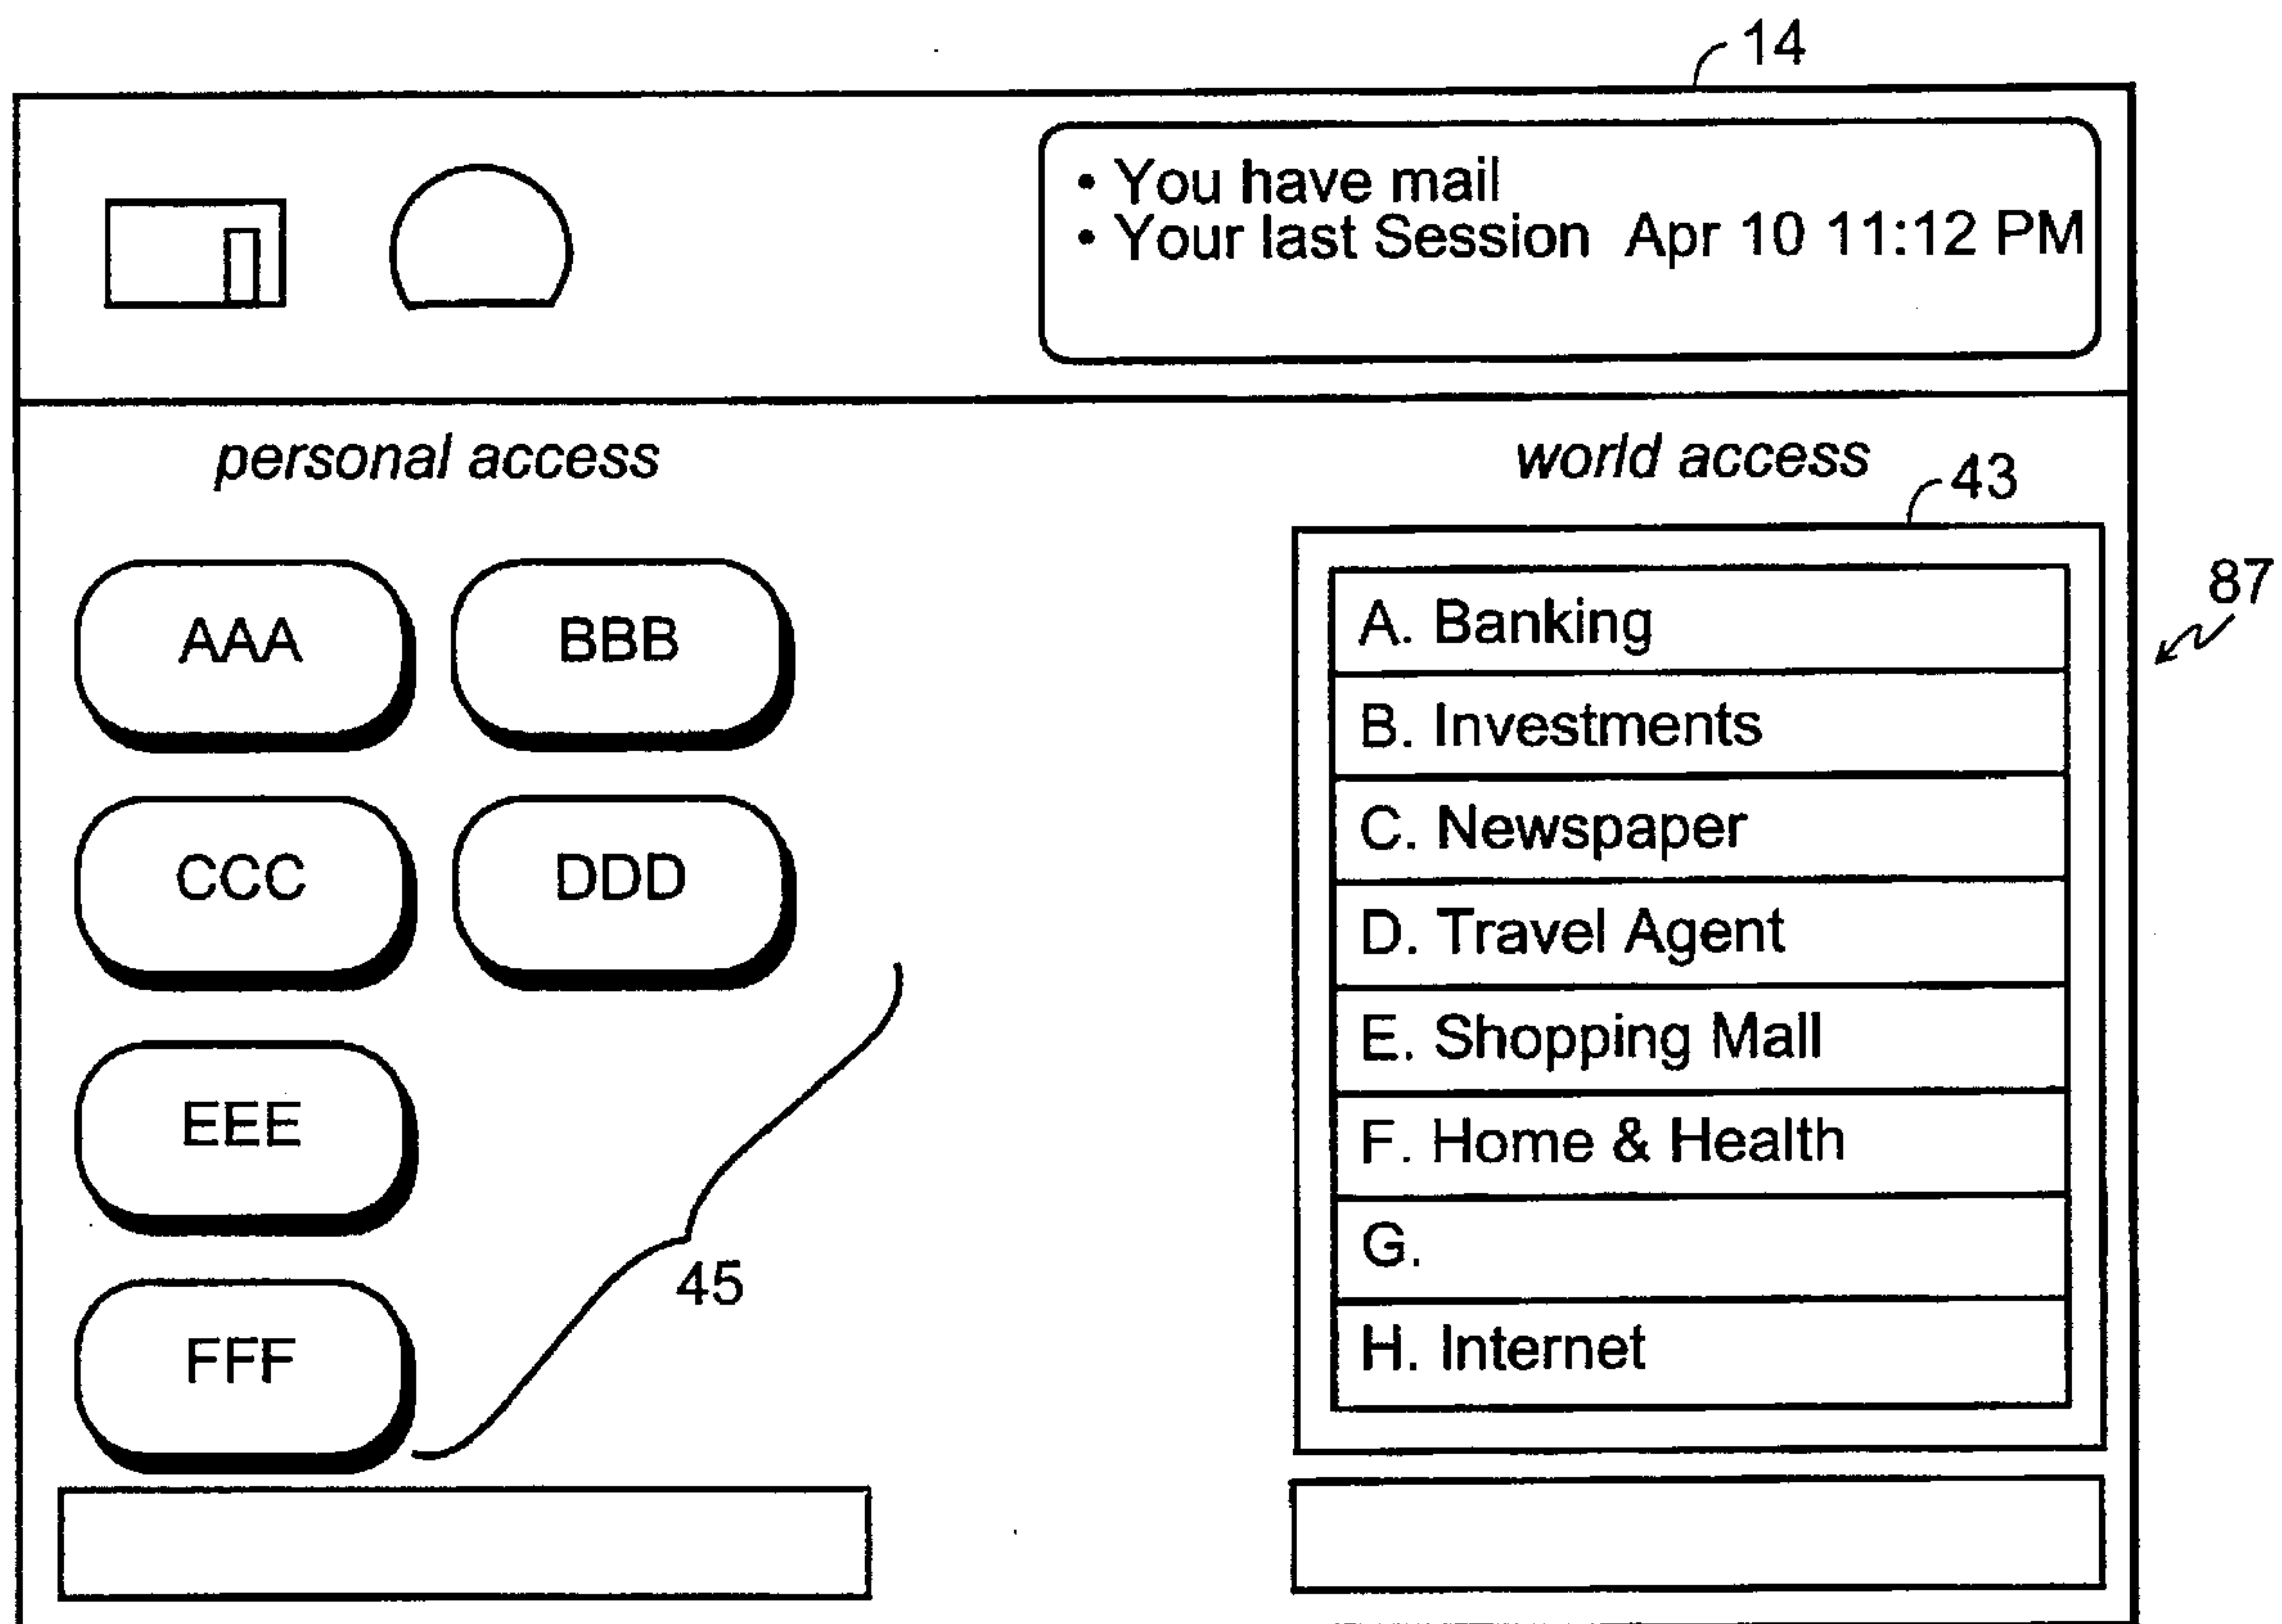 14
• You have mail
• Your last Session Apr 10 11:12 PM
personal access
world access
43
87
AAA
BBB
CCC
DDD
EEE
FFF
45
A. Banking
B. Investments
C. Newspaper
D. Travel Agent
E. Shopping Mall
F. Home & Health
G.
H. Internet